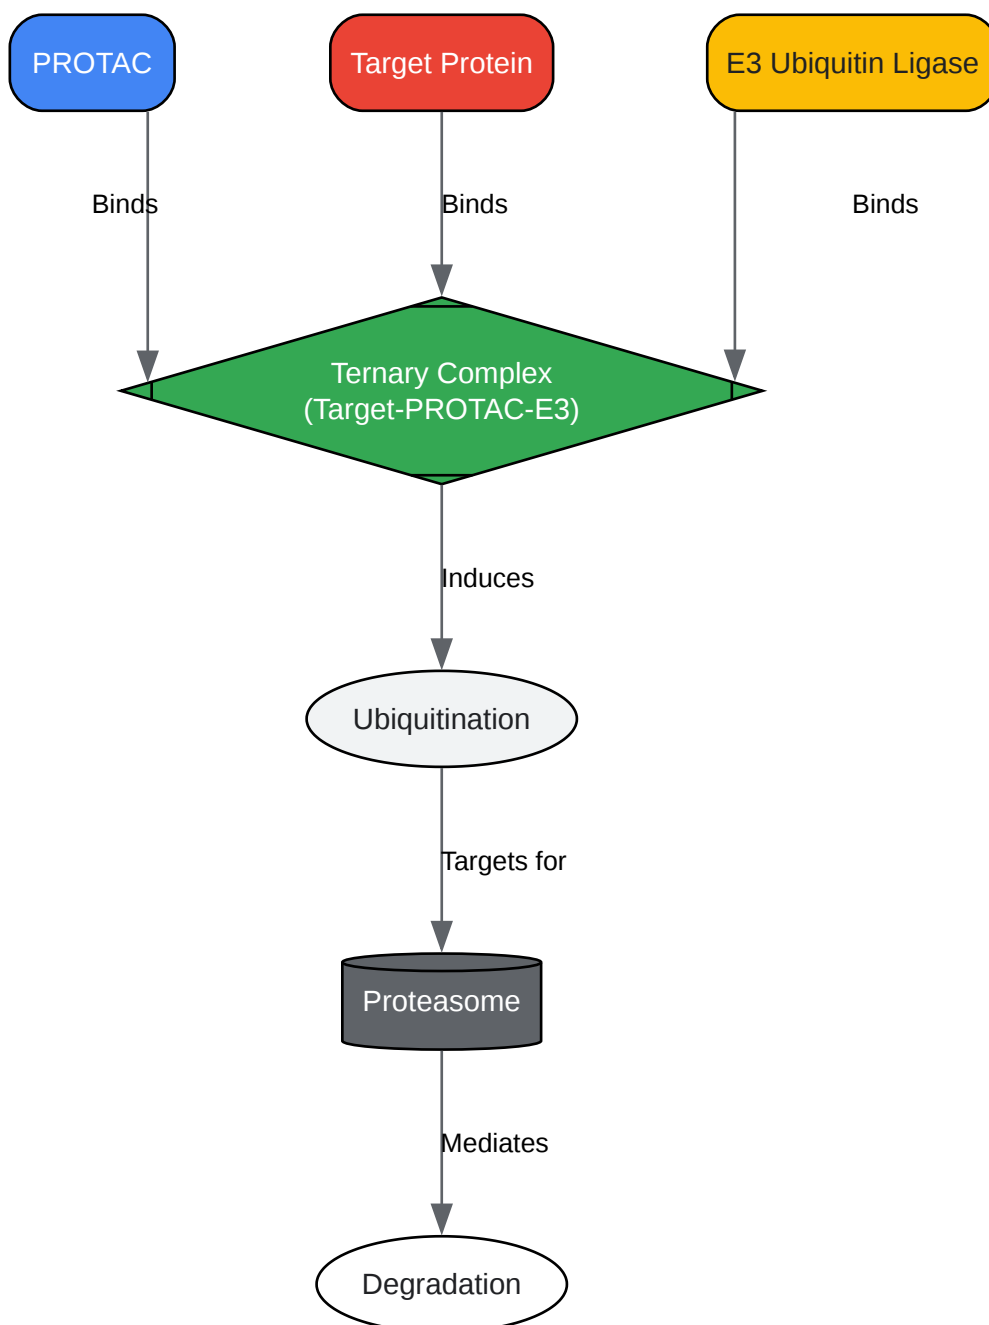 PROTAC
Target Protein
E3 Ubiquitin Ligase
Binds
Binds
Binds
Ternary Complex
(Target-PROTAC-E3)
Induces
Ubiquitination
Targets for
Proteasome
Mediates
Degradation